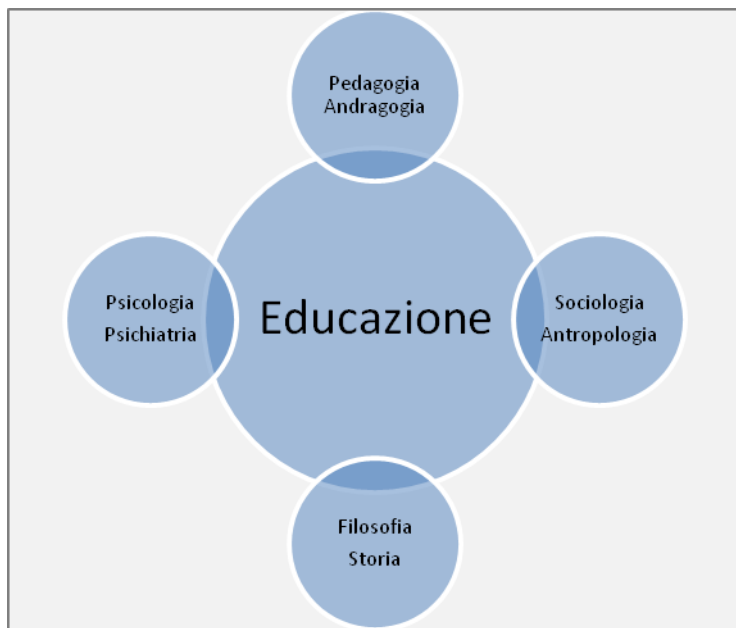 Pedagogia
Andragogia
Psicologia
Psichiatria
Educazione
Sociologia
Antropologia
Filosofia
Storia